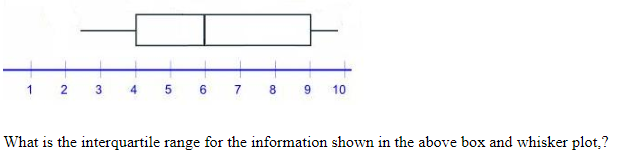 1 2 3 4 5 6 7 8 9 10
What is the interquartile range for the information shown in the above box and whisker plot,?